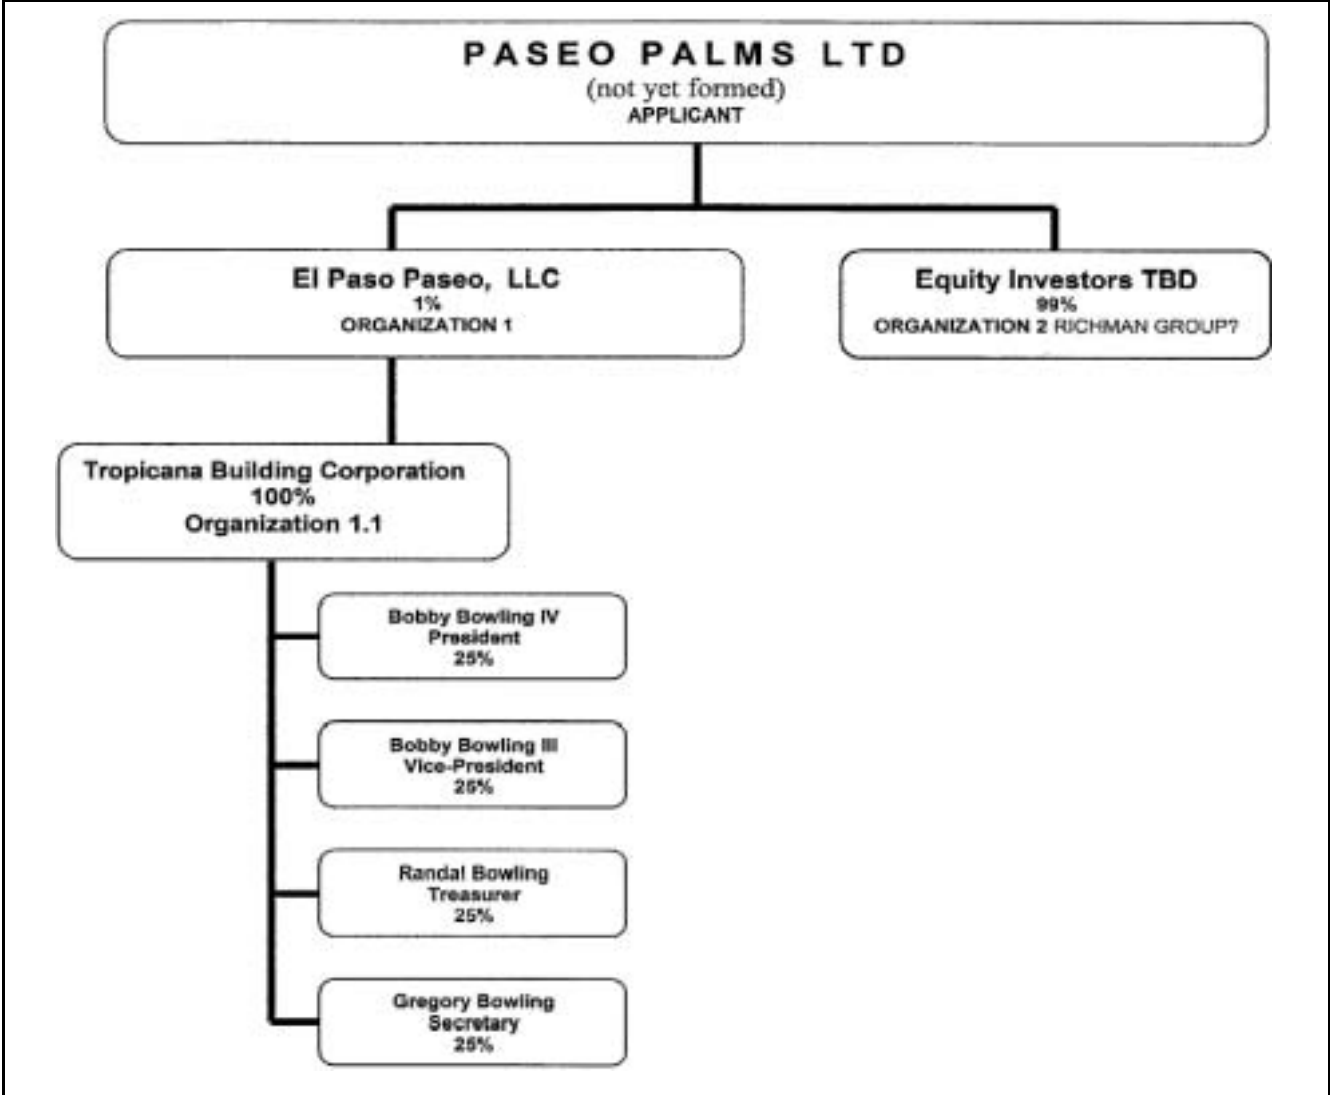 PASEO PALMS LTD
(not yet formed)
APPLICANT
El Paso Paseo, LLC
1%
ORGANIZATION 1
Equity Investors TBD
99%
ORGANIZATION 2 RICHMAN GROUP?
Tropicana Building Corporation
100%
Organization 1.1
Bobby Bowling IV
President
25%
Bobby Bowling III
Vice-President
25%
Randal Bowling
Treasurer
25%
Gregory Bowling
Secretary
25%